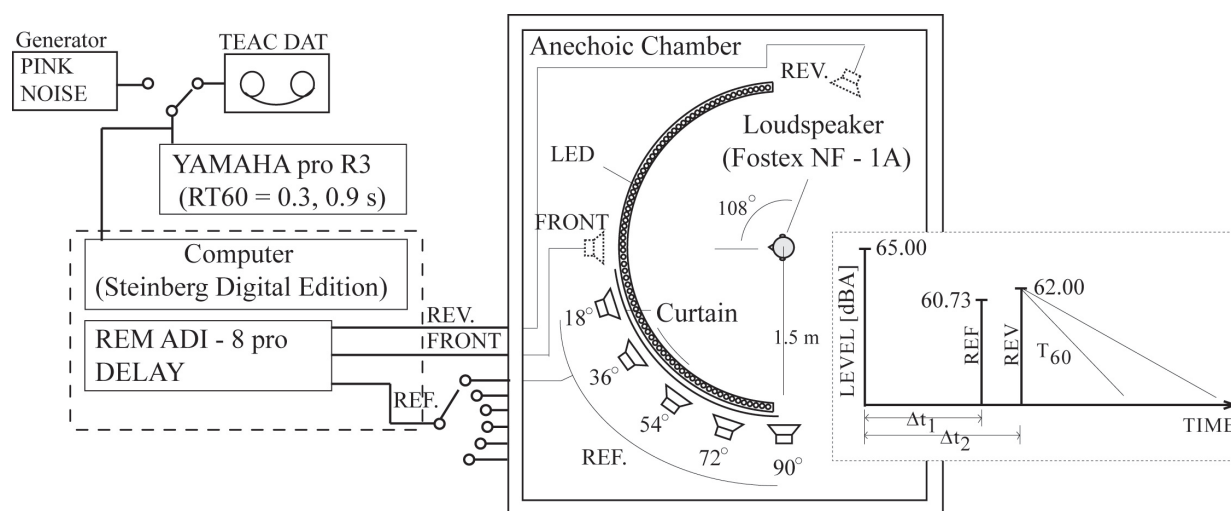 Generator
PINK
NOISE
TEAC DAT
YAMAHA pro R3
(RT60 = 0.3, 0.9 s)
Computer
(Steinberg Digital Edition)
REM ADI - 8 pro
DELAY
REV.
FRONT
REF.
Anechoic Chamber
REV.
Loudspeaker
(Fostex NF - 1A)
LED
108°
FRONT
Curtain
1.5 m
18°
36°
54°
72°
90°
REF.
65.00
60.73
62.00
LEVEL [dBA]
REF
REV
T60
TIME
Δt1
Δt2